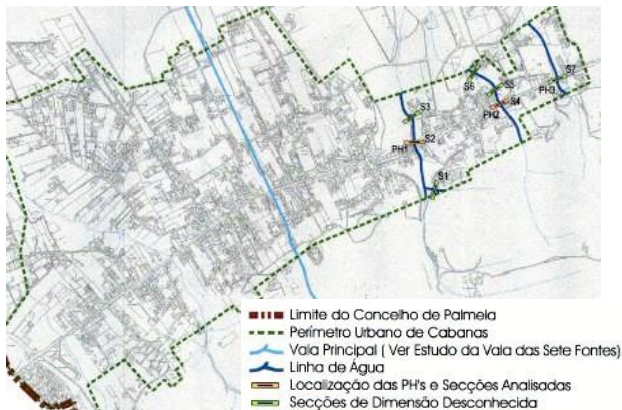 S7
S6
S5
PH3
S4
PH2
S3
S2
PH1
S1
Limite do Concelho de Palmela
Perímetro Urbano de Cabanas
Vala Principal ( Ver Estudo da Vala das Sete Fontes)
Linha de Água
Localização das PH's e Secções Analisadas
Secções de Dimensão Desconhecida